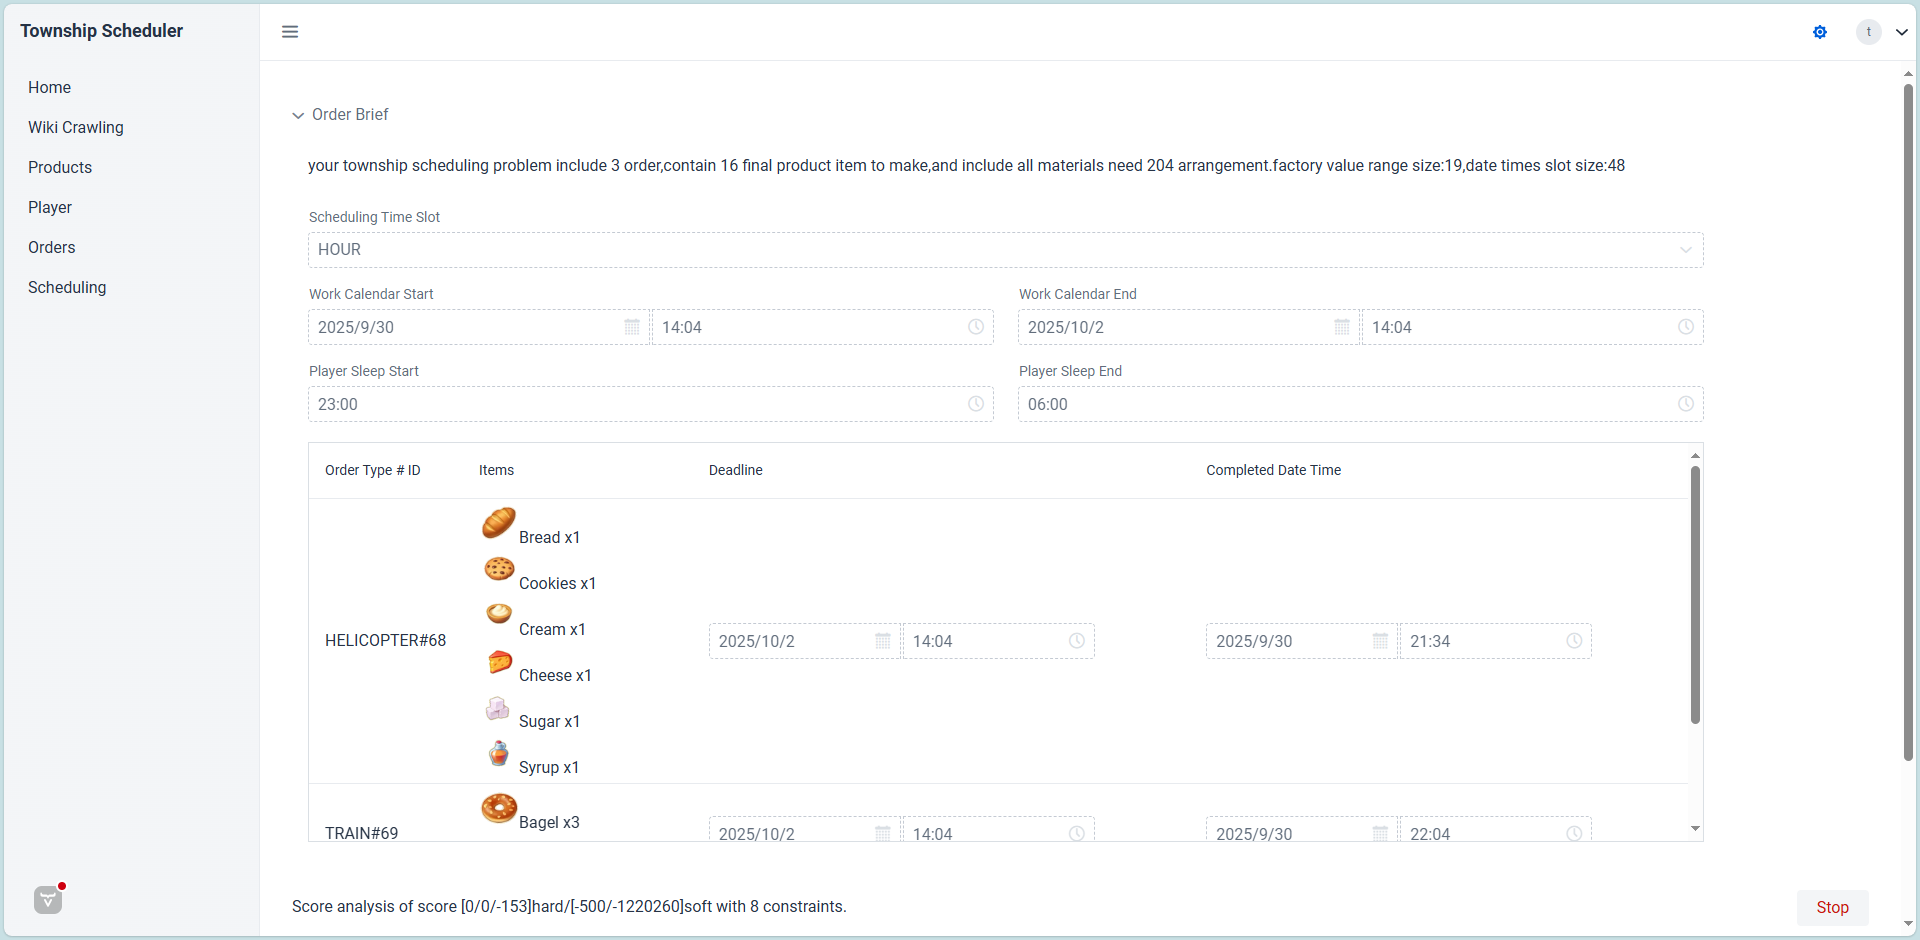 Township Scheduler
t
Home
Wiki Crawling
Products
Player
Orders
Scheduling
Order Brief
your township scheduling problem include 3 order,contain 16 final product item to make,and include all materials need 204 arrangement.factory value range size:19,date times slot size:48
Scheduling Time Slot
HOUR
Work Calendar Start
Work Calendar End
2025/9/30 14:04
2025/10/2 14:04
Player Sleep Start
Player Sleep End
23:00
06:00
Order Type # ID Items Deadline Completed Date Time
Bread x1
Cookies x1
Cream x1
HELICOPTER#68 2025/10/2 14:04 2025/9/30 21:34
Cheese x1
Sugar x1
Syrup x1
Bagel x3
TRAIN#69 2025/10/2 14:04 2025/9/30 22:04
Score analysis of score [0/0/-153]hard/[-500/-1220260]soft with 8 constraints.
Stop